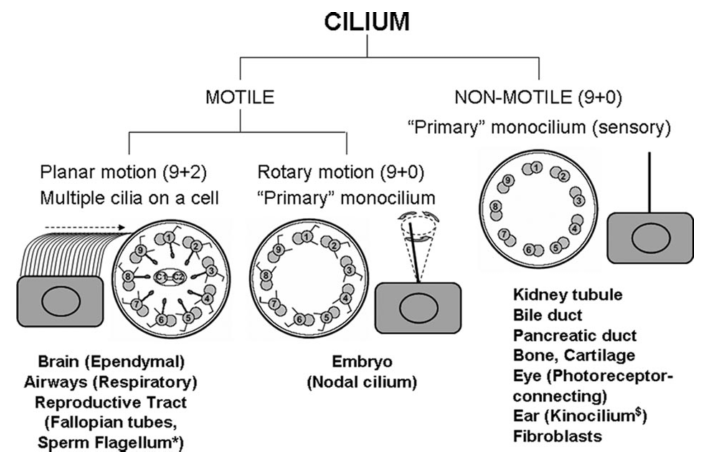 CILIUM
MOTILE
NON-MOTILE (9+0)
“Primary” monocilium (sensory)
Planar motion (9+2)
Multiple cilia on a cell
Rotary motion (9+0)
“Primary” monocilium
1
2
3
4
5
6
7
8
9
C1
C2
1
2
3
4
5
6
7
8
9
1
2
3
4
5
6
7
8
9
Brain (Ependymal)
Airways (Respiratory)
Reproductive Tract
(Fallopian tubes,
Sperm Flagellum*)
Embryo
(Nodal cilium)
Kidney tubule
Bile duct
Pancreatic duct
Bone, Cartilage
Eye (Photoreceptor-
connecting)
Ear (Kinocilium$)
Fibroblasts